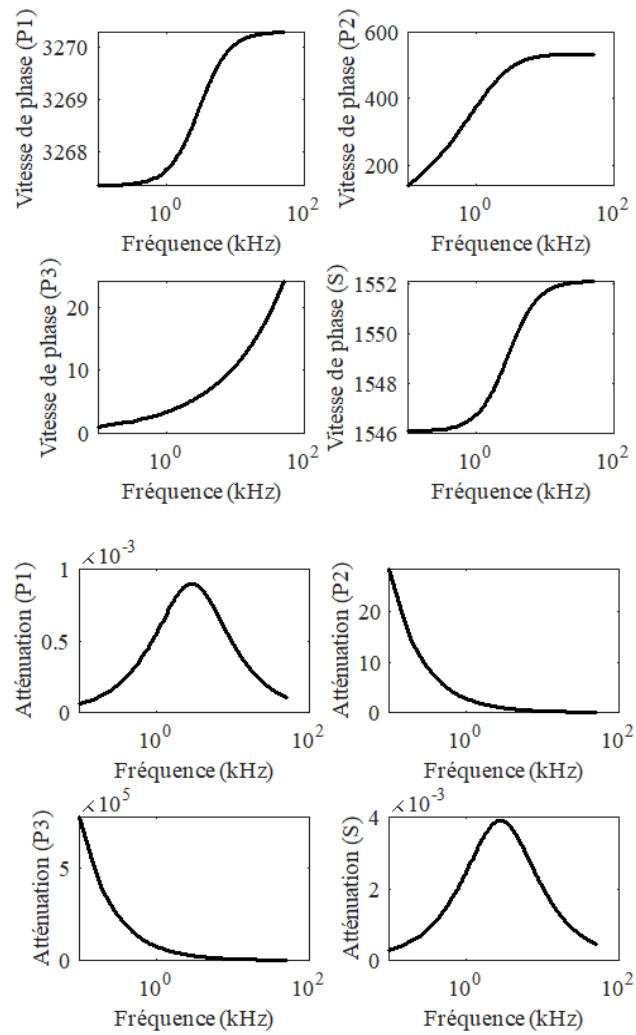 Vitesse de phase (P1)
3270
3269
3268
10^0
10^2
Fréquence (kHz)
Vitesse de phase (P2)
600
400
200
10^0
10^2
Fréquence (kHz)
Vitesse de phase (P3)
20
10
0
10^0
10^2
Fréquence (kHz)
Vitesse de phase (S)
1552
1550
1548
1546
10^0
10^2
Fréquence (kHz)
Atténuation (P1)
×10^-3
1
0.5
0
10^0
10^2
Fréquence (kHz)
Atténuation (P2)
20
10
0
10^0
10^2
Fréquence (kHz)
Atténuation (P3)
×10^5
5
0
10^0
10^2
Fréquence (kHz)
Atténuation (S)
×10^-3
4
2
0
10^0
10^2
Fréquence (kHz)